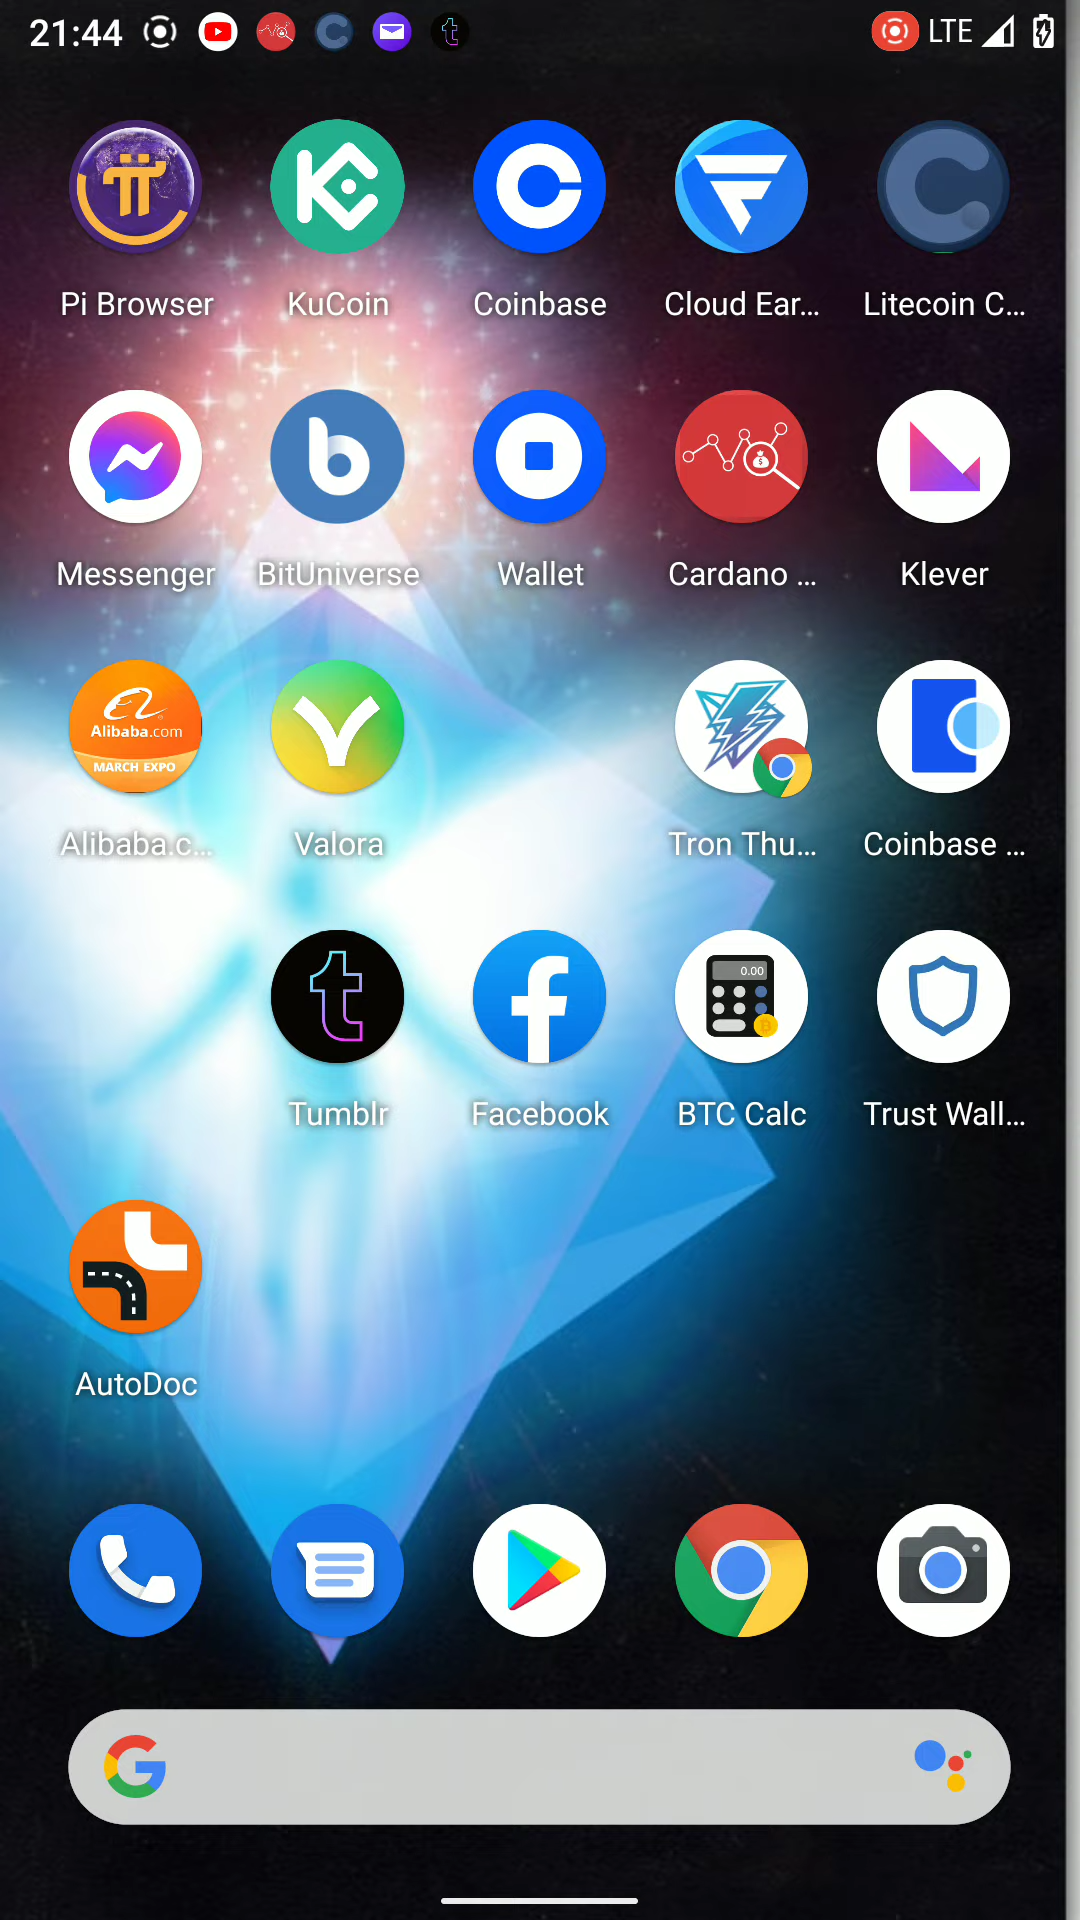 21:44 LTE
Pi Browser KuCoin Coinbase Cloud Ear... Litecoin C...
Messenger BitUniverse Wallet Cardano ... Klever
Alibaba.com
MARCH EXPO
Alibaba.c... Valora Tron Thu... Coinbase ...
0.00
Tumblr Facebook BTC Calc Trust Wall...
AutoDoc